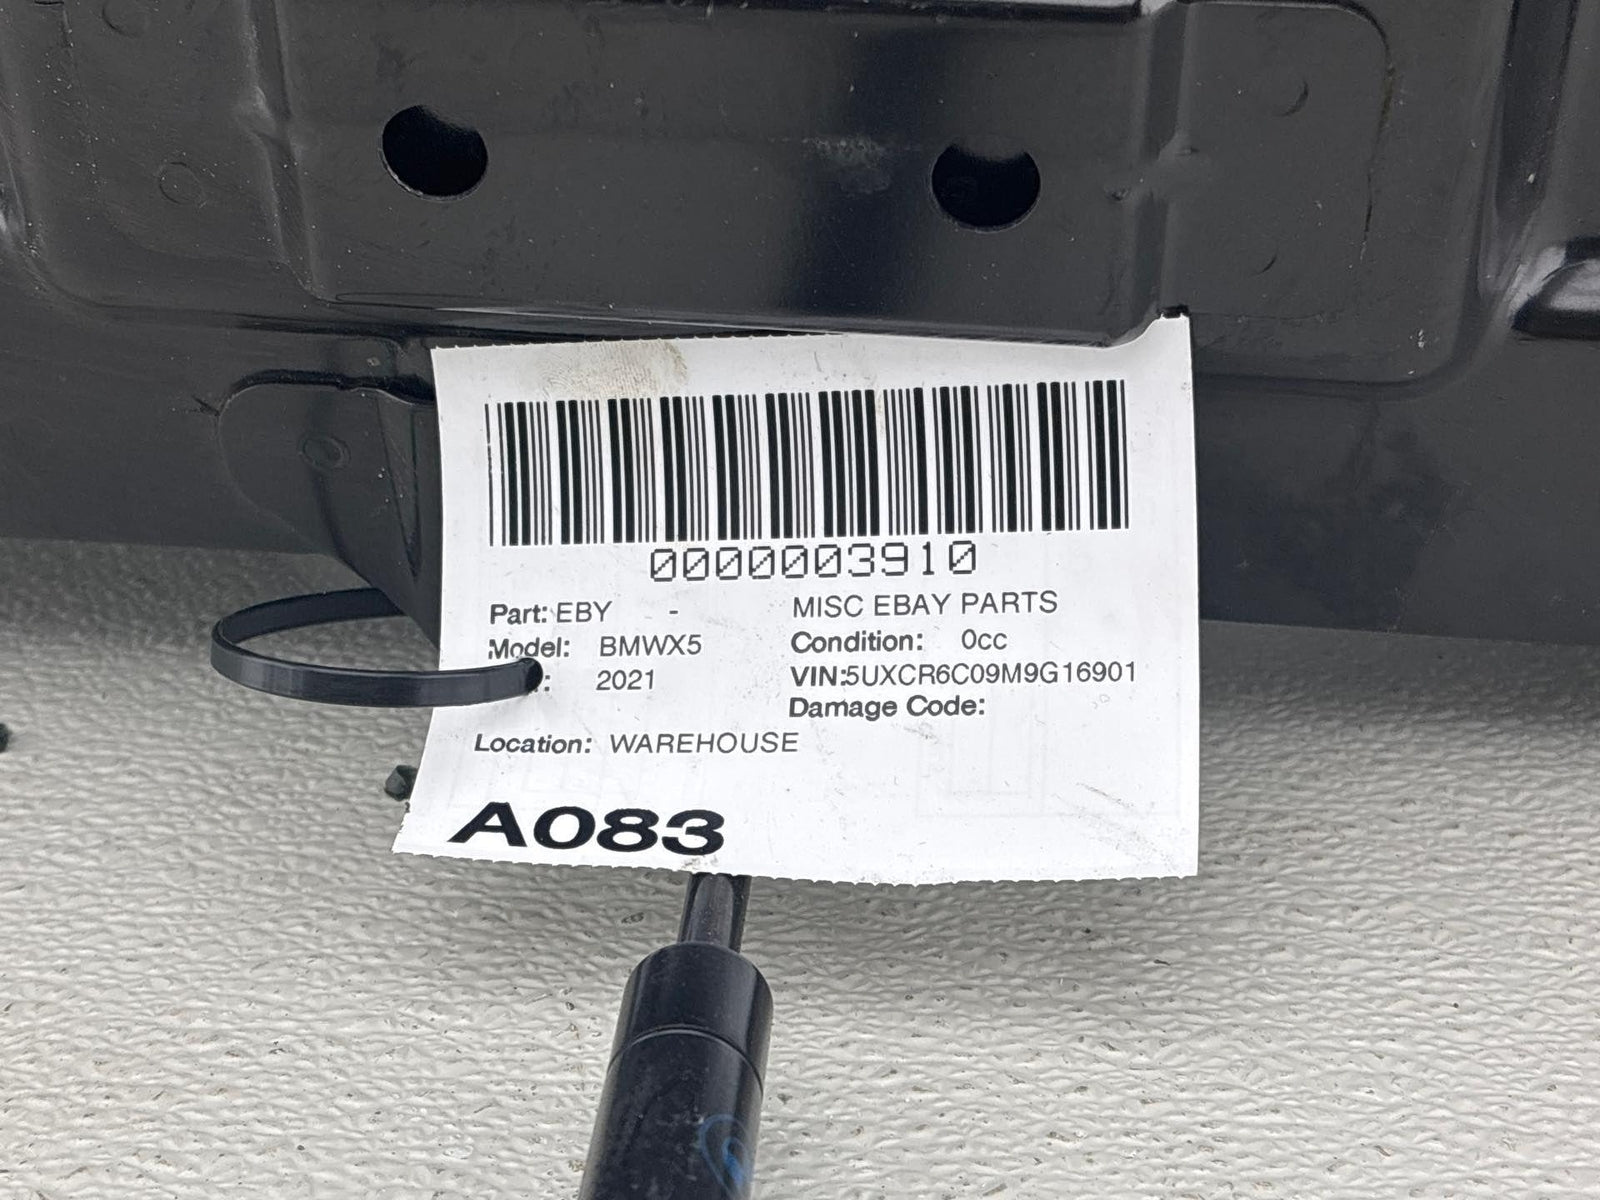 0000003910
Part: EBY - MISC EBAY PARTS
Model: BMWX5 Condition: 0cc
2021 VIN:5UXCR6C09M9G16901
Damage Code:
Location: WAREHOUSE
A083